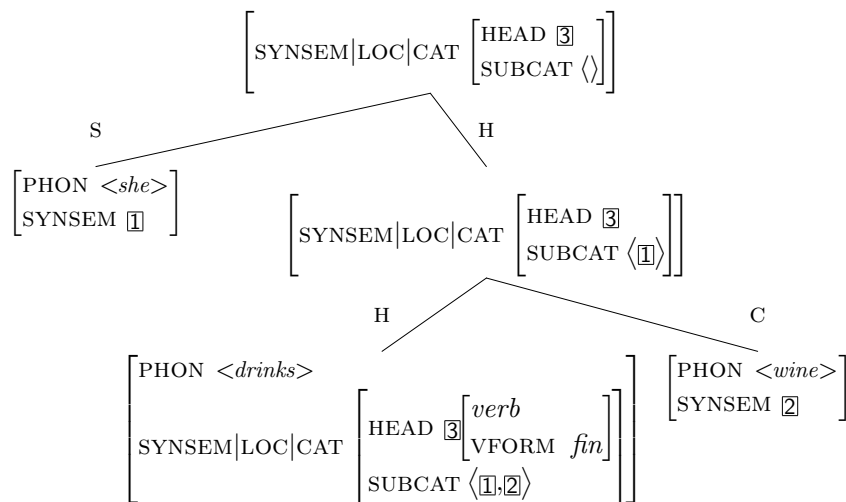 HEAD 3
SYNSEM|LOC|CAT
SUBCAT ⟨⟩
S H
PHON <she>
SYNSEM 1
HEAD 3
SYNSEM|LOC|CAT
SUBCAT ⟨1⟩
H C
PHON <drinks>
verb
HEAD 3
VFORM fin
SYNSEM|LOC|CAT
SUBCAT ⟨1,2⟩
PHON <wine>
SYNSEM 2